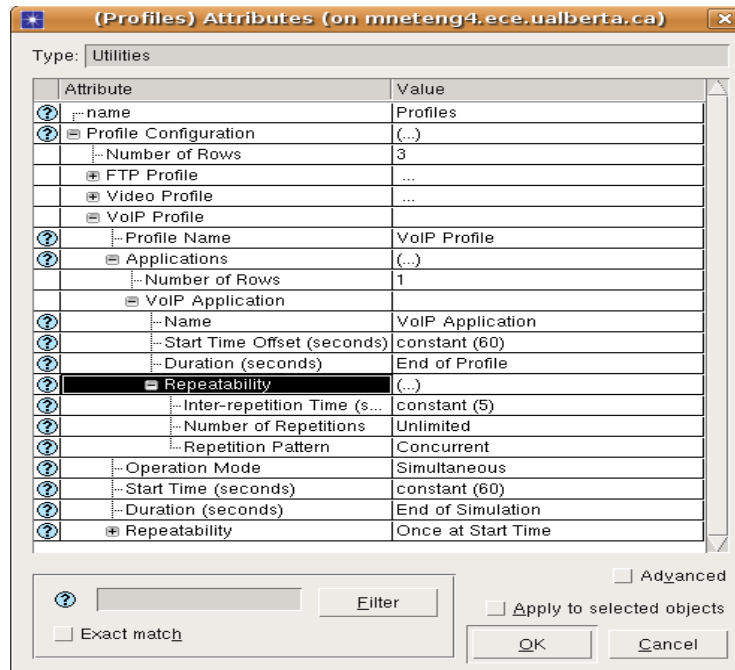 (Profiles) Attributes (on mneteng4.ece.ualberta.ca)
Type: Utilities
Attribute Value
name Profiles
Profile Configuration (...)
Number of Rows 3
FTP Profile ...
Video Profile ...
VoIP Profile
Profile Name VoIP Profile
Applications (...)
Number of Rows 1
VoIP Application
Name VoIP Application
Start Time Offset (seconds) constant (60)
Duration (seconds) End of Profile
Repeatability (...)
Inter-repetition Time (s... constant (5)
Number of Repetitions Unlimited
Repetition Pattern Concurrent
Operation Mode Simultaneous
Start Time (seconds) constant (60)
Duration (seconds) End of Simulation
Repeatability Once at Start Time
Advanced
Filter
Apply to selected objects
Exact match
OK Cancel